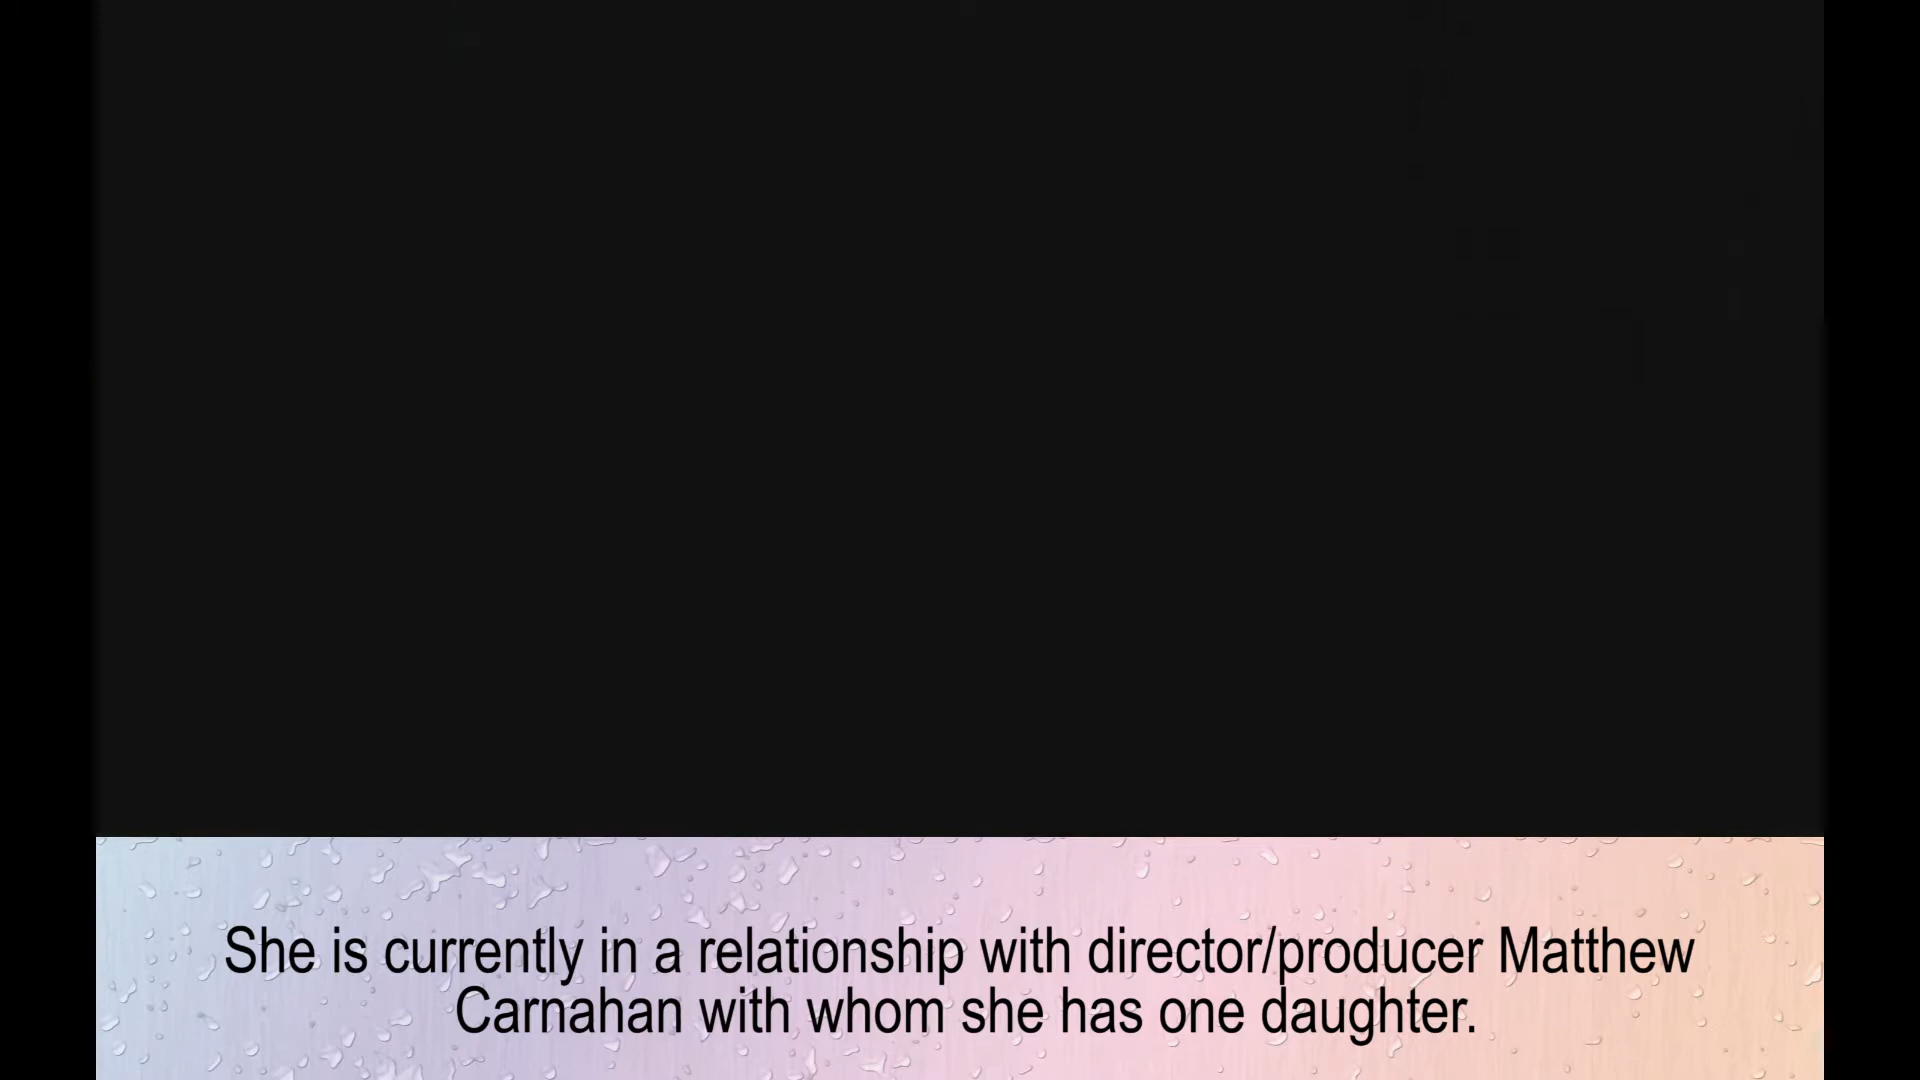 She is currently in a relationship with director/producer Matthew
Carnahan with whom she has one daughter.